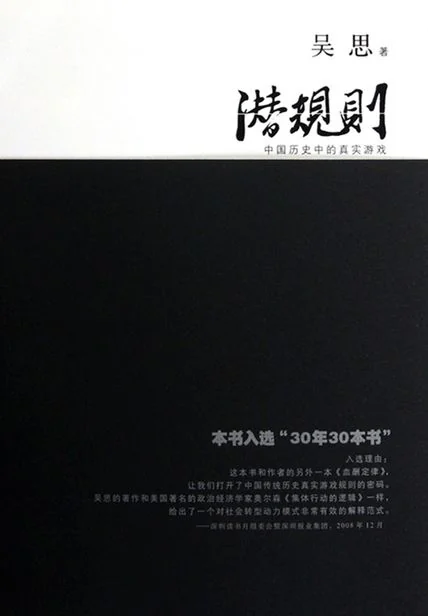 吴思 著
潜规则
中国历史中的真实游戏
本书入选“30年30本书”
入选理由：
这本书和作者的另外一本《血酬定律》，
让我们打开了中国传统历史真实游戏规则的密码。
吴思的著作和美国著名的政治经济学家奥尔森《集体行动的逻辑》一样，
给出了一个对社会转型动力模式非常有效的解释范式。
——深圳读书月组委会暨深圳报业集团，2008年12月